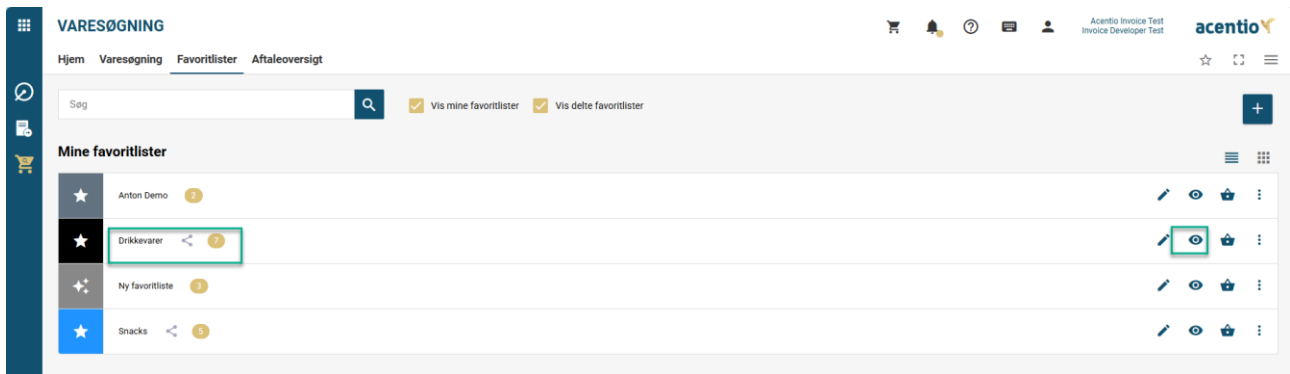 VARESØGNING
Acentio Invoice Test
Invoice Developer Test
acentio
Hjem Varesøgning Favoritlister Aftaleoversigt
Søg
Vis mine favoritlister
Vis delte favoritlister
Mine favoritlister
Anton Demo 2
Drikkevarer 7
Ny favoritliste 3
Snacks 5